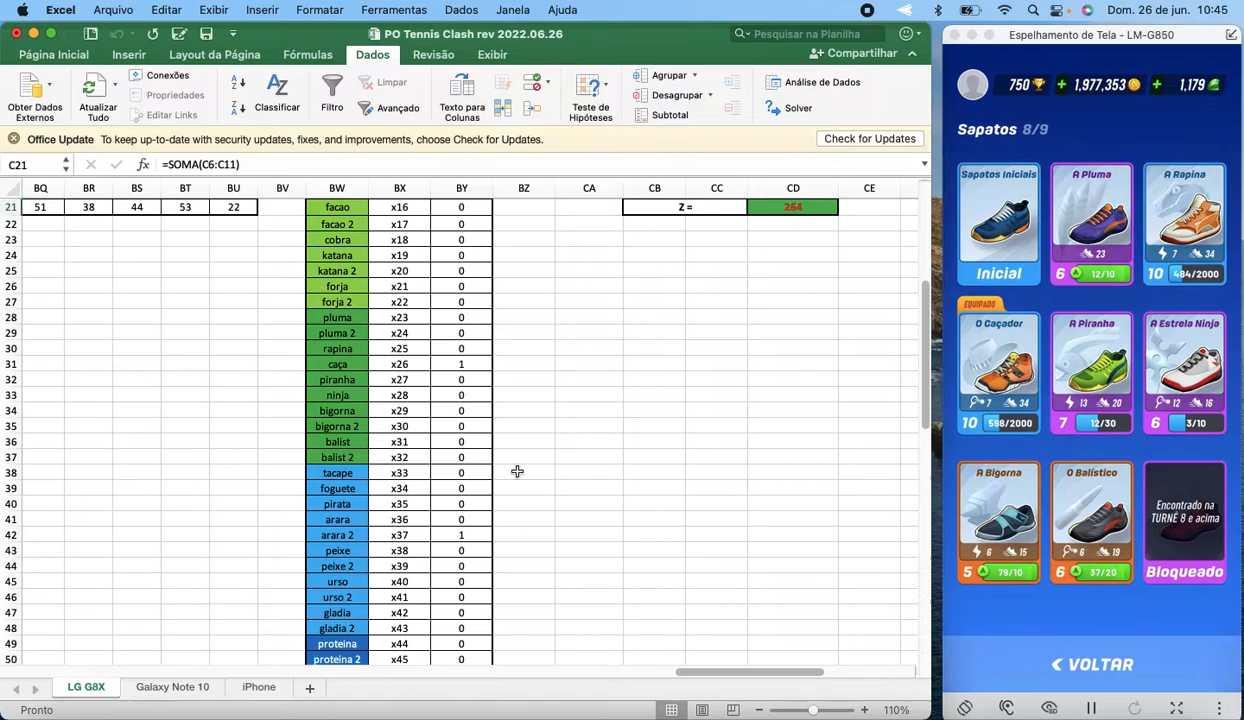 Excel Arquivo Editar Exibir Inserir Formatar Ferramentas Dados Janela Ajuda Dom. 26 de jun. 10:45
PO Tennis Clash rev 2022.06.26
Pesquisar na Planilha
Página Inicial Inserir Layout da Página Fórmulas Dados Revisão Exibir Compartilhar
Obter Dados Externos
Atualizar Tudo
Conexões
Propriedades
Editar Links
Classificar
Filtro
Limpar
Avançado
Texto para Colunas
Teste de Hipóteses
Agrupar
Desagrupar
Subtotal
Análise de Dados
Solver
Office Update To keep up-to-date with security updates, fixes, and improvements, choose Check for Updates. Check for Updates
C21 fx =SOMA(C6:C11)
BQ BR BS BT BU BV BW BX BY BZ CA CB CC CD CE
21 51 38 44 53 22 facao x16 0 Z = 264
22 facao 2 x17 0
23 cobra x18 0
24 katana x19 0
25 katana 2 x20 0
26 forja x21 0
27 forja 2 x22 0
28 pluma x23 0
29 pluma 2 x24 0
30 rapina x25 0
31 caça x26 1
32 piranha x27 0
33 ninja x28 0
34 bigorna x29 0
35 bigorna 2 x30 0
36 balist x31 0
37 balist 2 x32 0
38 tacape x33 0
39 foguete x34 0
40 pirata x35 0
41 arara x36 0
42 arara 2 x37 1
43 peixe x38 0
44 peixe 2 x39 0
45 urso x40 0
46 urso 2 x41 0
47 gladia x42 0
48 gladia 2 x43 0
49 proteina x44 0
50 proteina 2 x45 0
LG G8X Galaxy Note 10 iPhone +
Pronto 110%
Espelhamento de Tela - LM-G850
750 + 1,977,353 + 1,179
Sapatos 8/9
Sapatos Iniciais A Pluma A Rapina
23 7 34
Inicial 6 12/10 10 484/2000
EQUIPADO
O Caçador A Piranha A Estrela Ninja
7 34 13 20 12 16
10 598/2000 7 12/30 6 3/10
A Bigorna O Balístico
Encontrado na
TURNÊ 8 e acima
6 15 6 19
5 79/10 6 37/20 Bloqueado
VOLTAR